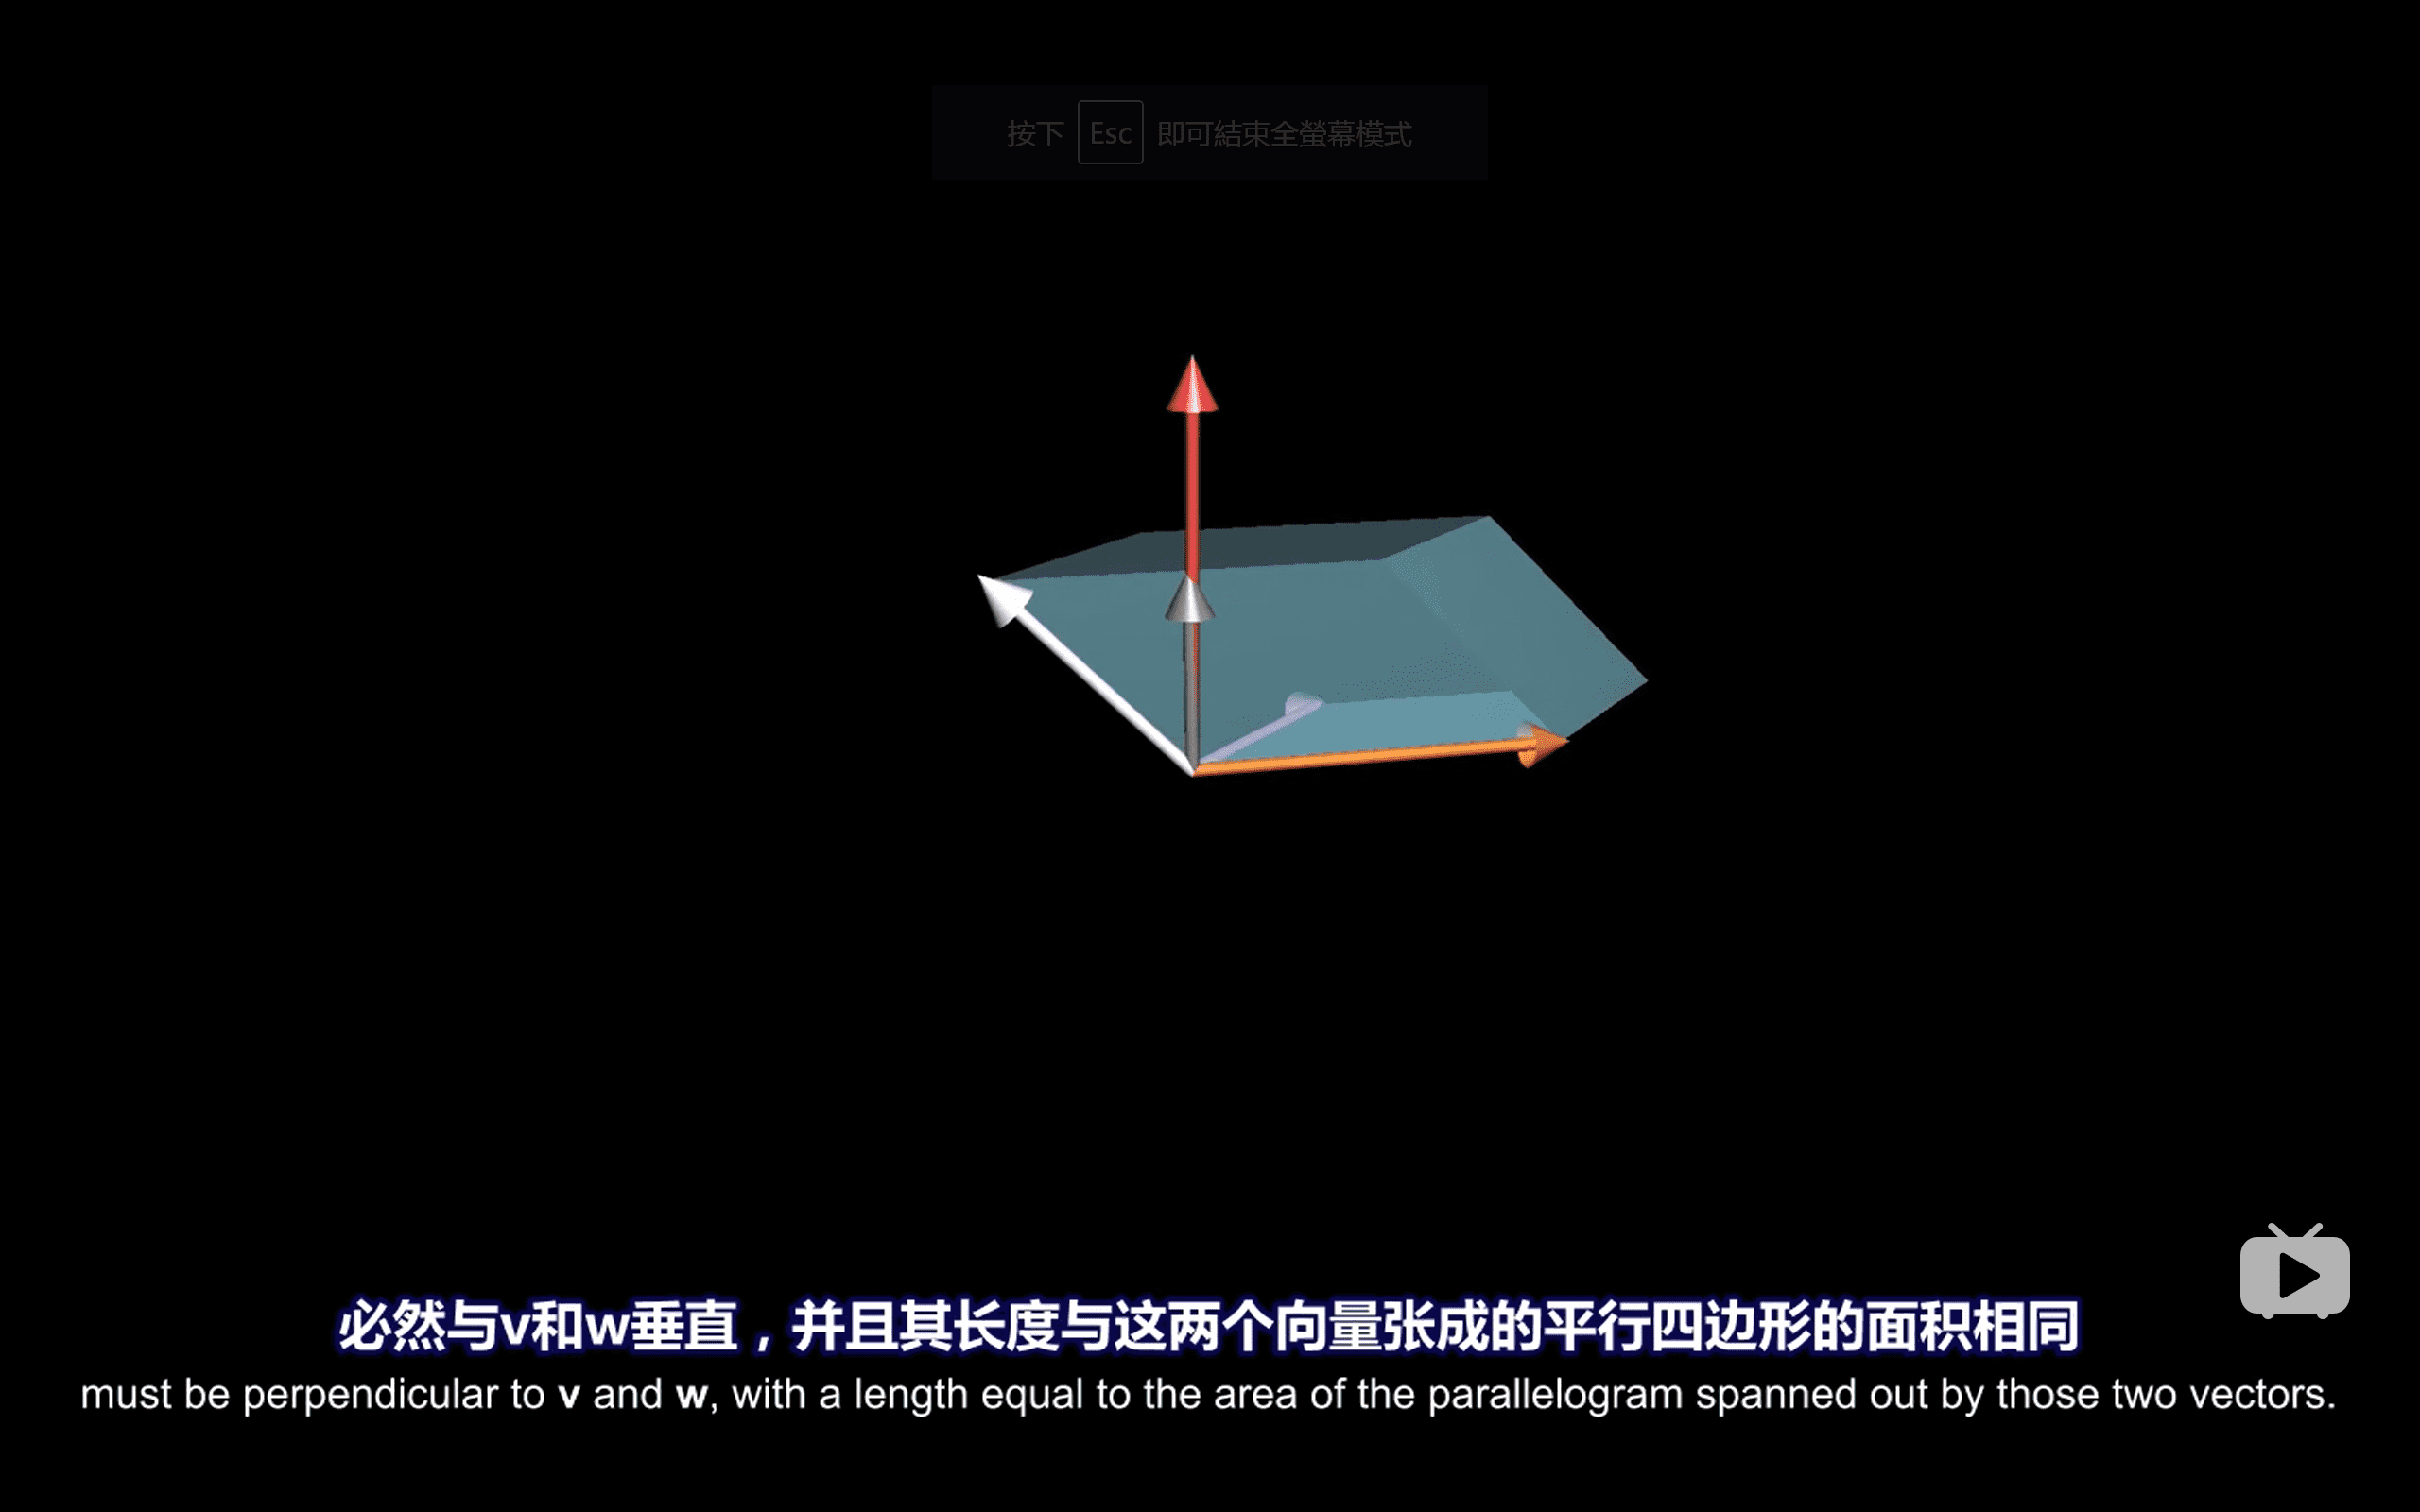 按下 Esc 即可結束全螢幕模式
必然与v和w垂直，并且其长度与这两个向量张成的平行四边形的面积相同
must be perpendicular to v and w, with a length equal to the area of the parallelogram spanned out by those two vectors.